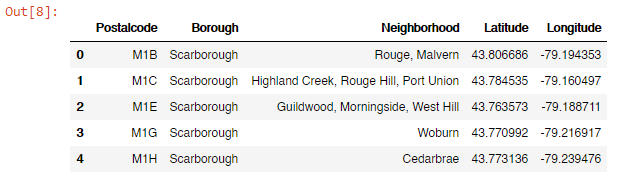 Out[8]:
Postalcode Borough Neighborhood Latitude Longitude
0 M1B Scarborough Rouge, Malvern 43.806686 -79.194353
1 M1C Scarborough Highland Creek, Rouge Hill, Port Union 43.784535 -79.160497
2 M1E Scarborough Guildwood, Morningside, West Hill 43.763573 -79.188711
3 M1G Scarborough Woburn 43.770992 -79.216917
4 M1H Scarborough Cedarbrae 43.773136 -79.239476